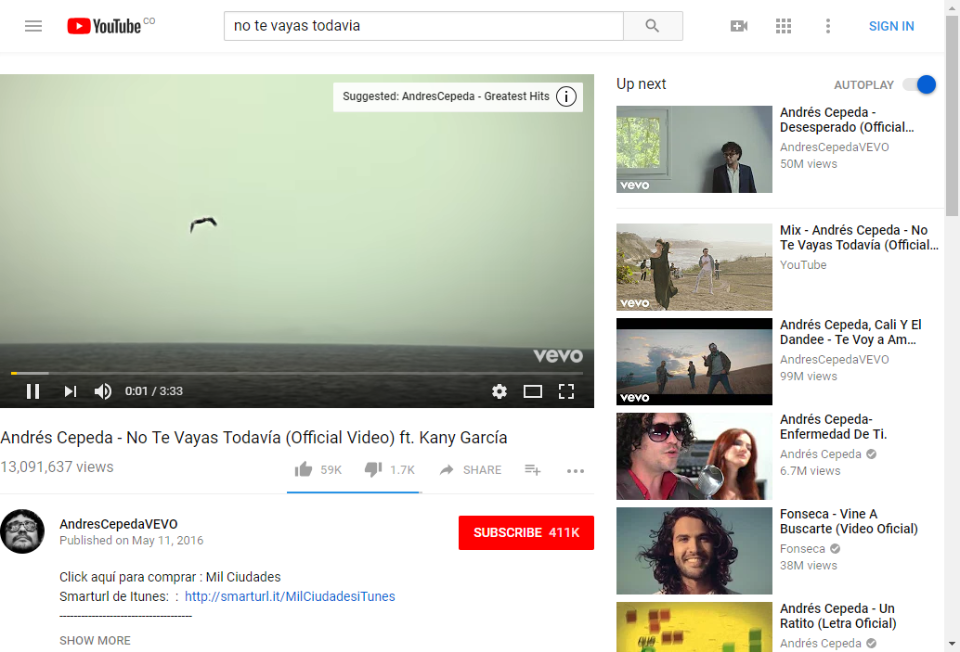 YouTube CO
no te vayas todavia
SIGN IN
Suggested: AndresCepeda - Greatest Hits
vevo
0:01 / 3:33
Andrés Cepeda - No Te Vayas Todavía (Official Video) ft. Kany García
13,091,637 views
59K
1.7K
SHARE
AndresCepedaVEVO
Published on May 11, 2016
SUBSCRIBE 411K
Click aquí para comprar : Mil Ciudades
Smarturl de Itunes: : http://smarturl.it/MilCiudadesiTunes
------------------------------------
SHOW MORE
Up next
AUTOPLAY
vevo
Andrés Cepeda -
Desesperado (Official...
AndresCepedaVEVO
50M views
vevo
Mix - Andrés Cepeda - No
Te Vayas Todavía (Official...
YouTube
vevo
Andrés Cepeda, Cali Y El
Dandee - Te Voy a Am...
AndresCepedaVEVO
99M views
Andrés Cepeda-
Enfermedad De Ti.
Andrés Cepeda
6.7M views
Fonseca - Vine A
Buscarte (Video Oficial)
Fonseca
38M views
Andrés Cepeda - Un
Ratito (Letra Oficial)
Andrés Cepeda